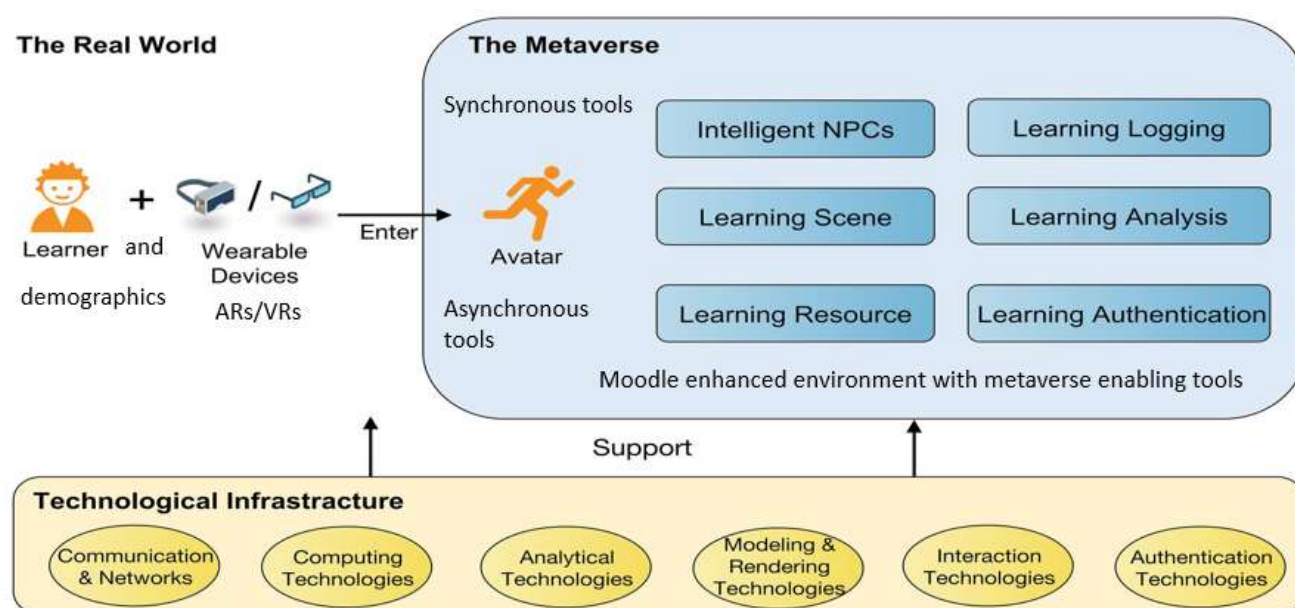 The Real World
The Metaverse
Synchronous tools
Intelligent NPCs
Learning Logging
+
/
Learner
and
demographics
Wearable
Devices
ARs/VRs
Enter
Avatar
Learning Scene
Learning Analysis
Asynchronous
tools
Learning Resource
Learning Authentication
Moodle enhanced environment with metaverse enabling tools
Support
Technological Infrastracture
Communication
& Networks
Computing
Technologies
Analytical
Technologies
Modeling &
Rendering
Technologies
Interaction
Technologies
Authentication
Technologies